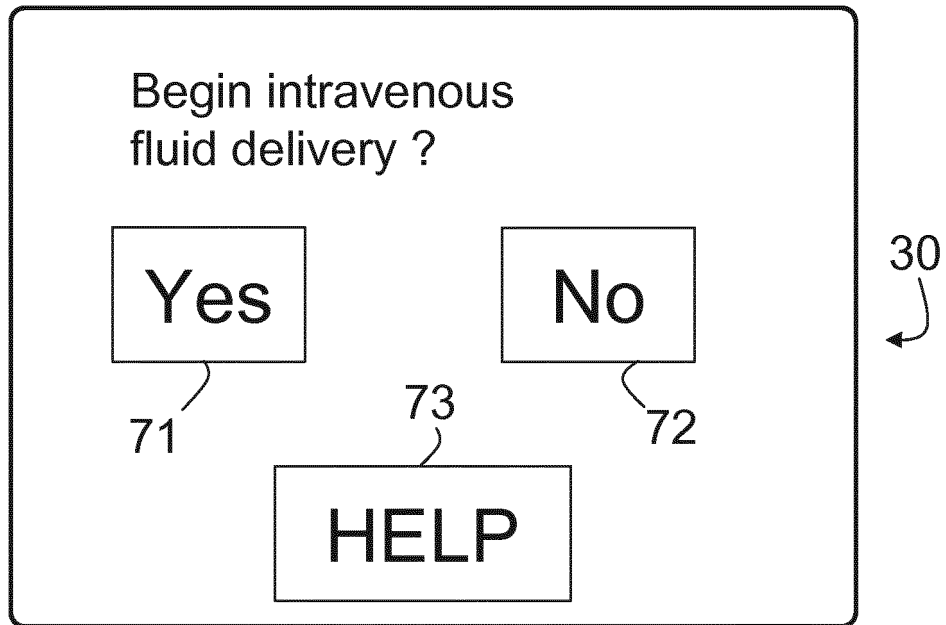 Begin intravenous
fluid delivery ?
Yes
No
30
71
73
72
HELP